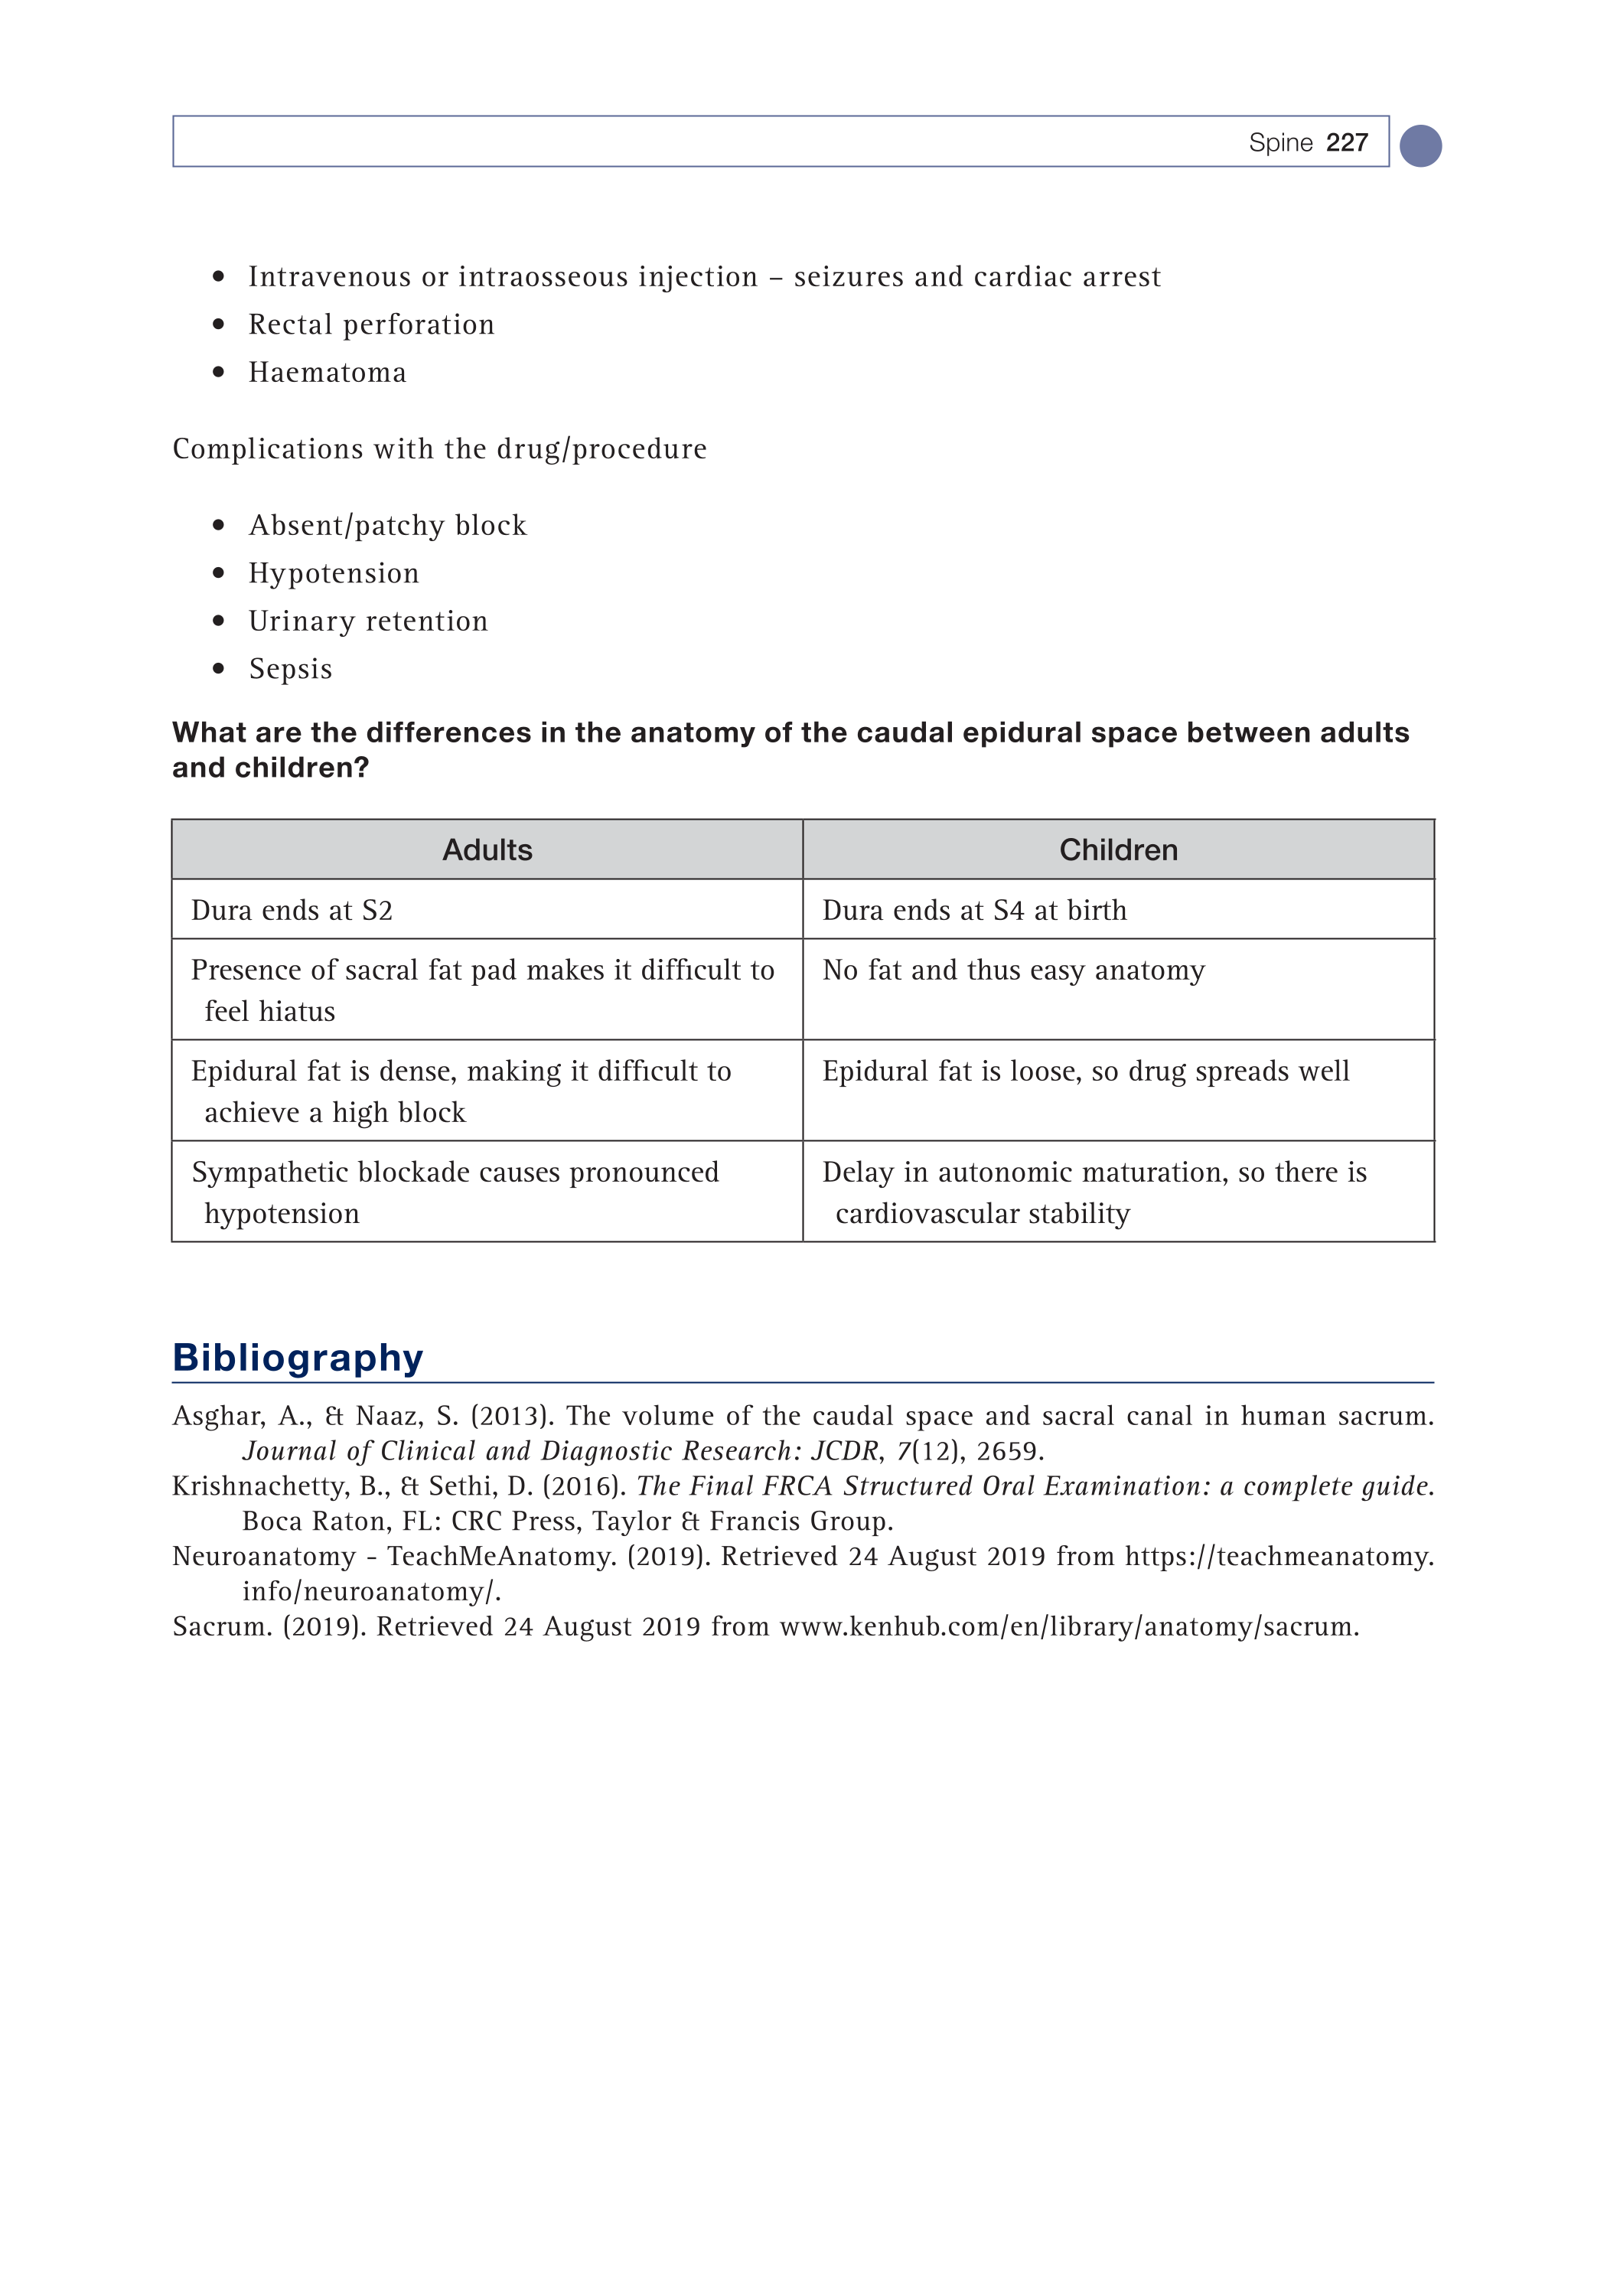 Spine 227
• Intravenous or intraosseous injection – seizures and cardiac arrest
• Rectal perforation
• Haematoma
Complications with the drug/procedure
• Absent/patchy block
• Hypotension
• Urinary retention
• Sepsis
What are the differences in the anatomy of the caudal epidural space between adults
and children?
Adults Children
Dura ends at S2 Dura ends at S4 at birth
Presence of sacral fat pad makes it difficult to No fat and thus easy anatomy
feel hiatus
Epidural fat is dense, making it difficult to Epidural fat is loose, so drug spreads well
achieve a high block
Sympathetic blockade causes pronounced Delay in autonomic maturation, so there is
hypotension cardiovascular stability
Bibliography
Asghar, A., & Naaz, S. (2013). The volume of the caudal space and sacral canal in human sacrum.
Journal of Clinical and Diagnostic Research: JCDR, 7(12), 2659.
Krishnachetty, B., & Sethi, D. (2016). The Final FRCA Structured Oral Examination: a complete guide.
Boca Raton, FL: CRC Press, Taylor & Francis Group.
Neuroanatomy - TeachMeAnatomy. (2019). Retrieved 24 August 2019 from https://teachmeanatomy.
info/neuroanatomy/.
Sacrum. (2019). Retrieved 24 August 2019 from www.kenhub.com/en/library/anatomy/sacrum.